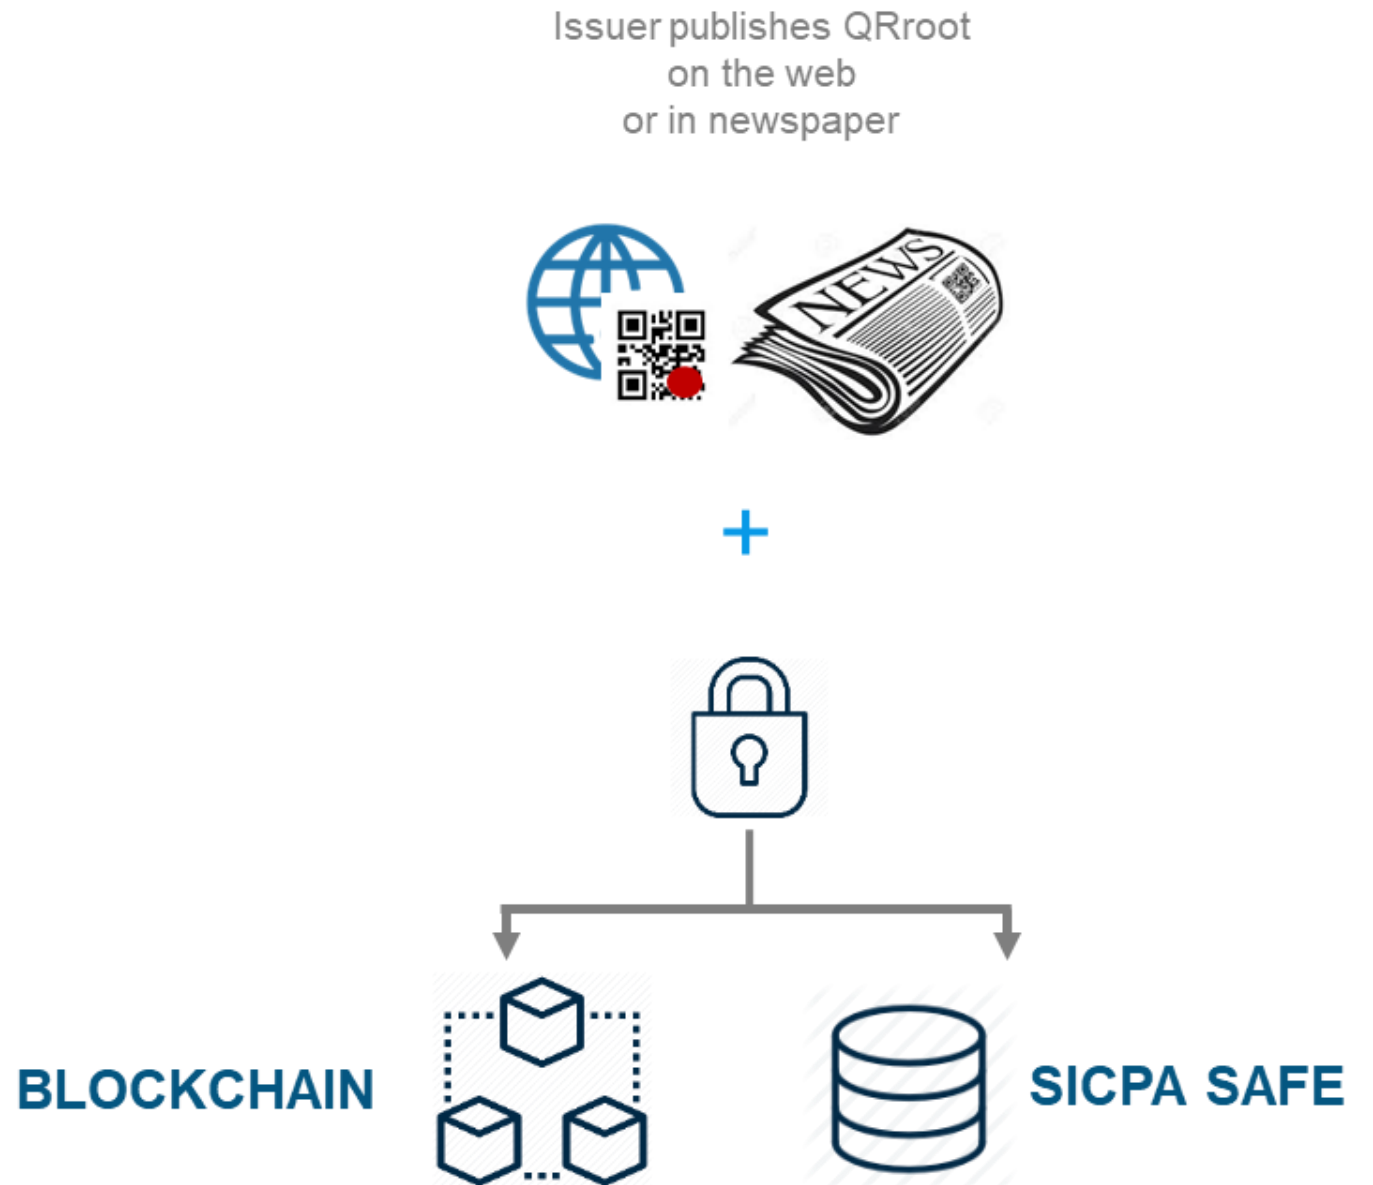 Issuer publishes QRroot
on the web
or in newspaper
NEWS
BLOCKCHAIN
SICPA SAFE